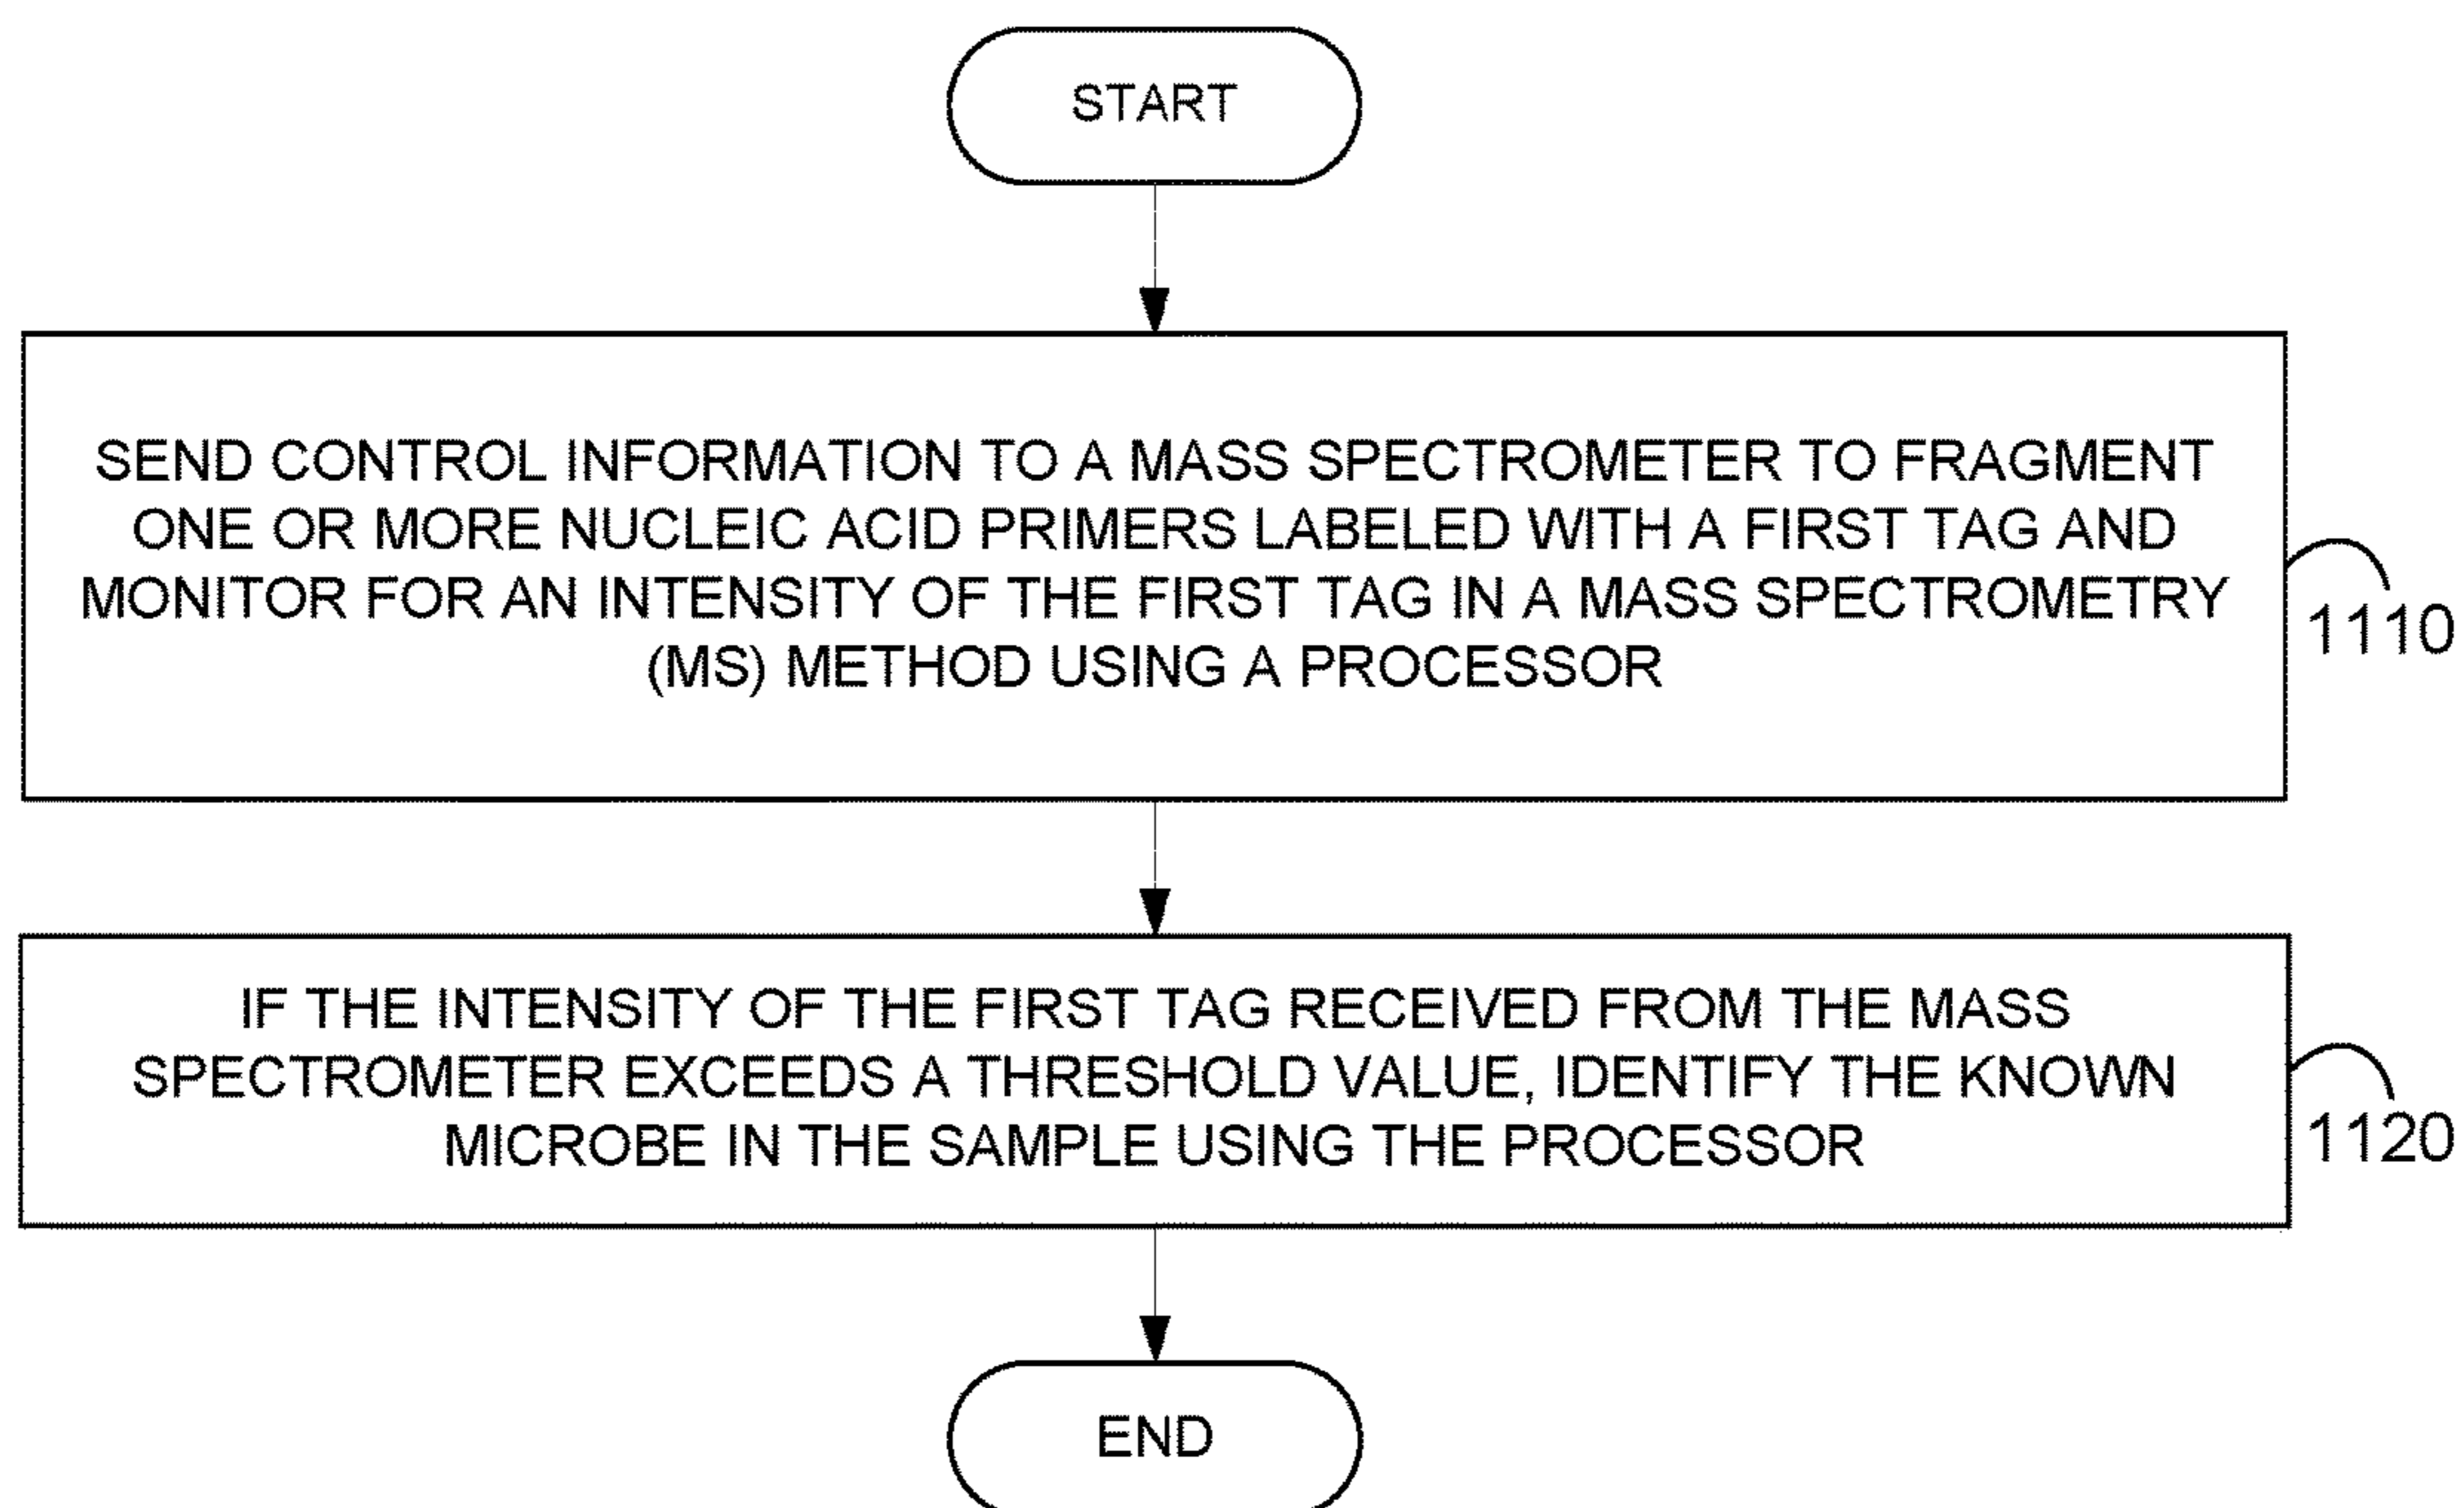 START
SEND CONTROL INFORMATION TO A MASS SPECTROMETER TO FRAGMENT
ONE OR MORE NUCLEIC ACID PRIMERS LABELED WITH A FIRST TAG AND
MONITOR FOR AN INTENSITY OF THE FIRST TAG IN A MASS SPECTROMETRY
(MS) METHOD USING A PROCESSOR
1110
IF THE INTENSITY OF THE FIRST TAG RECEIVED FROM THE MASS
SPECTROMETER EXCEEDS A THRESHOLD VALUE, IDENTIFY THE KNOWN
MICROBE IN THE SAMPLE USING THE PROCESSOR
1120
END